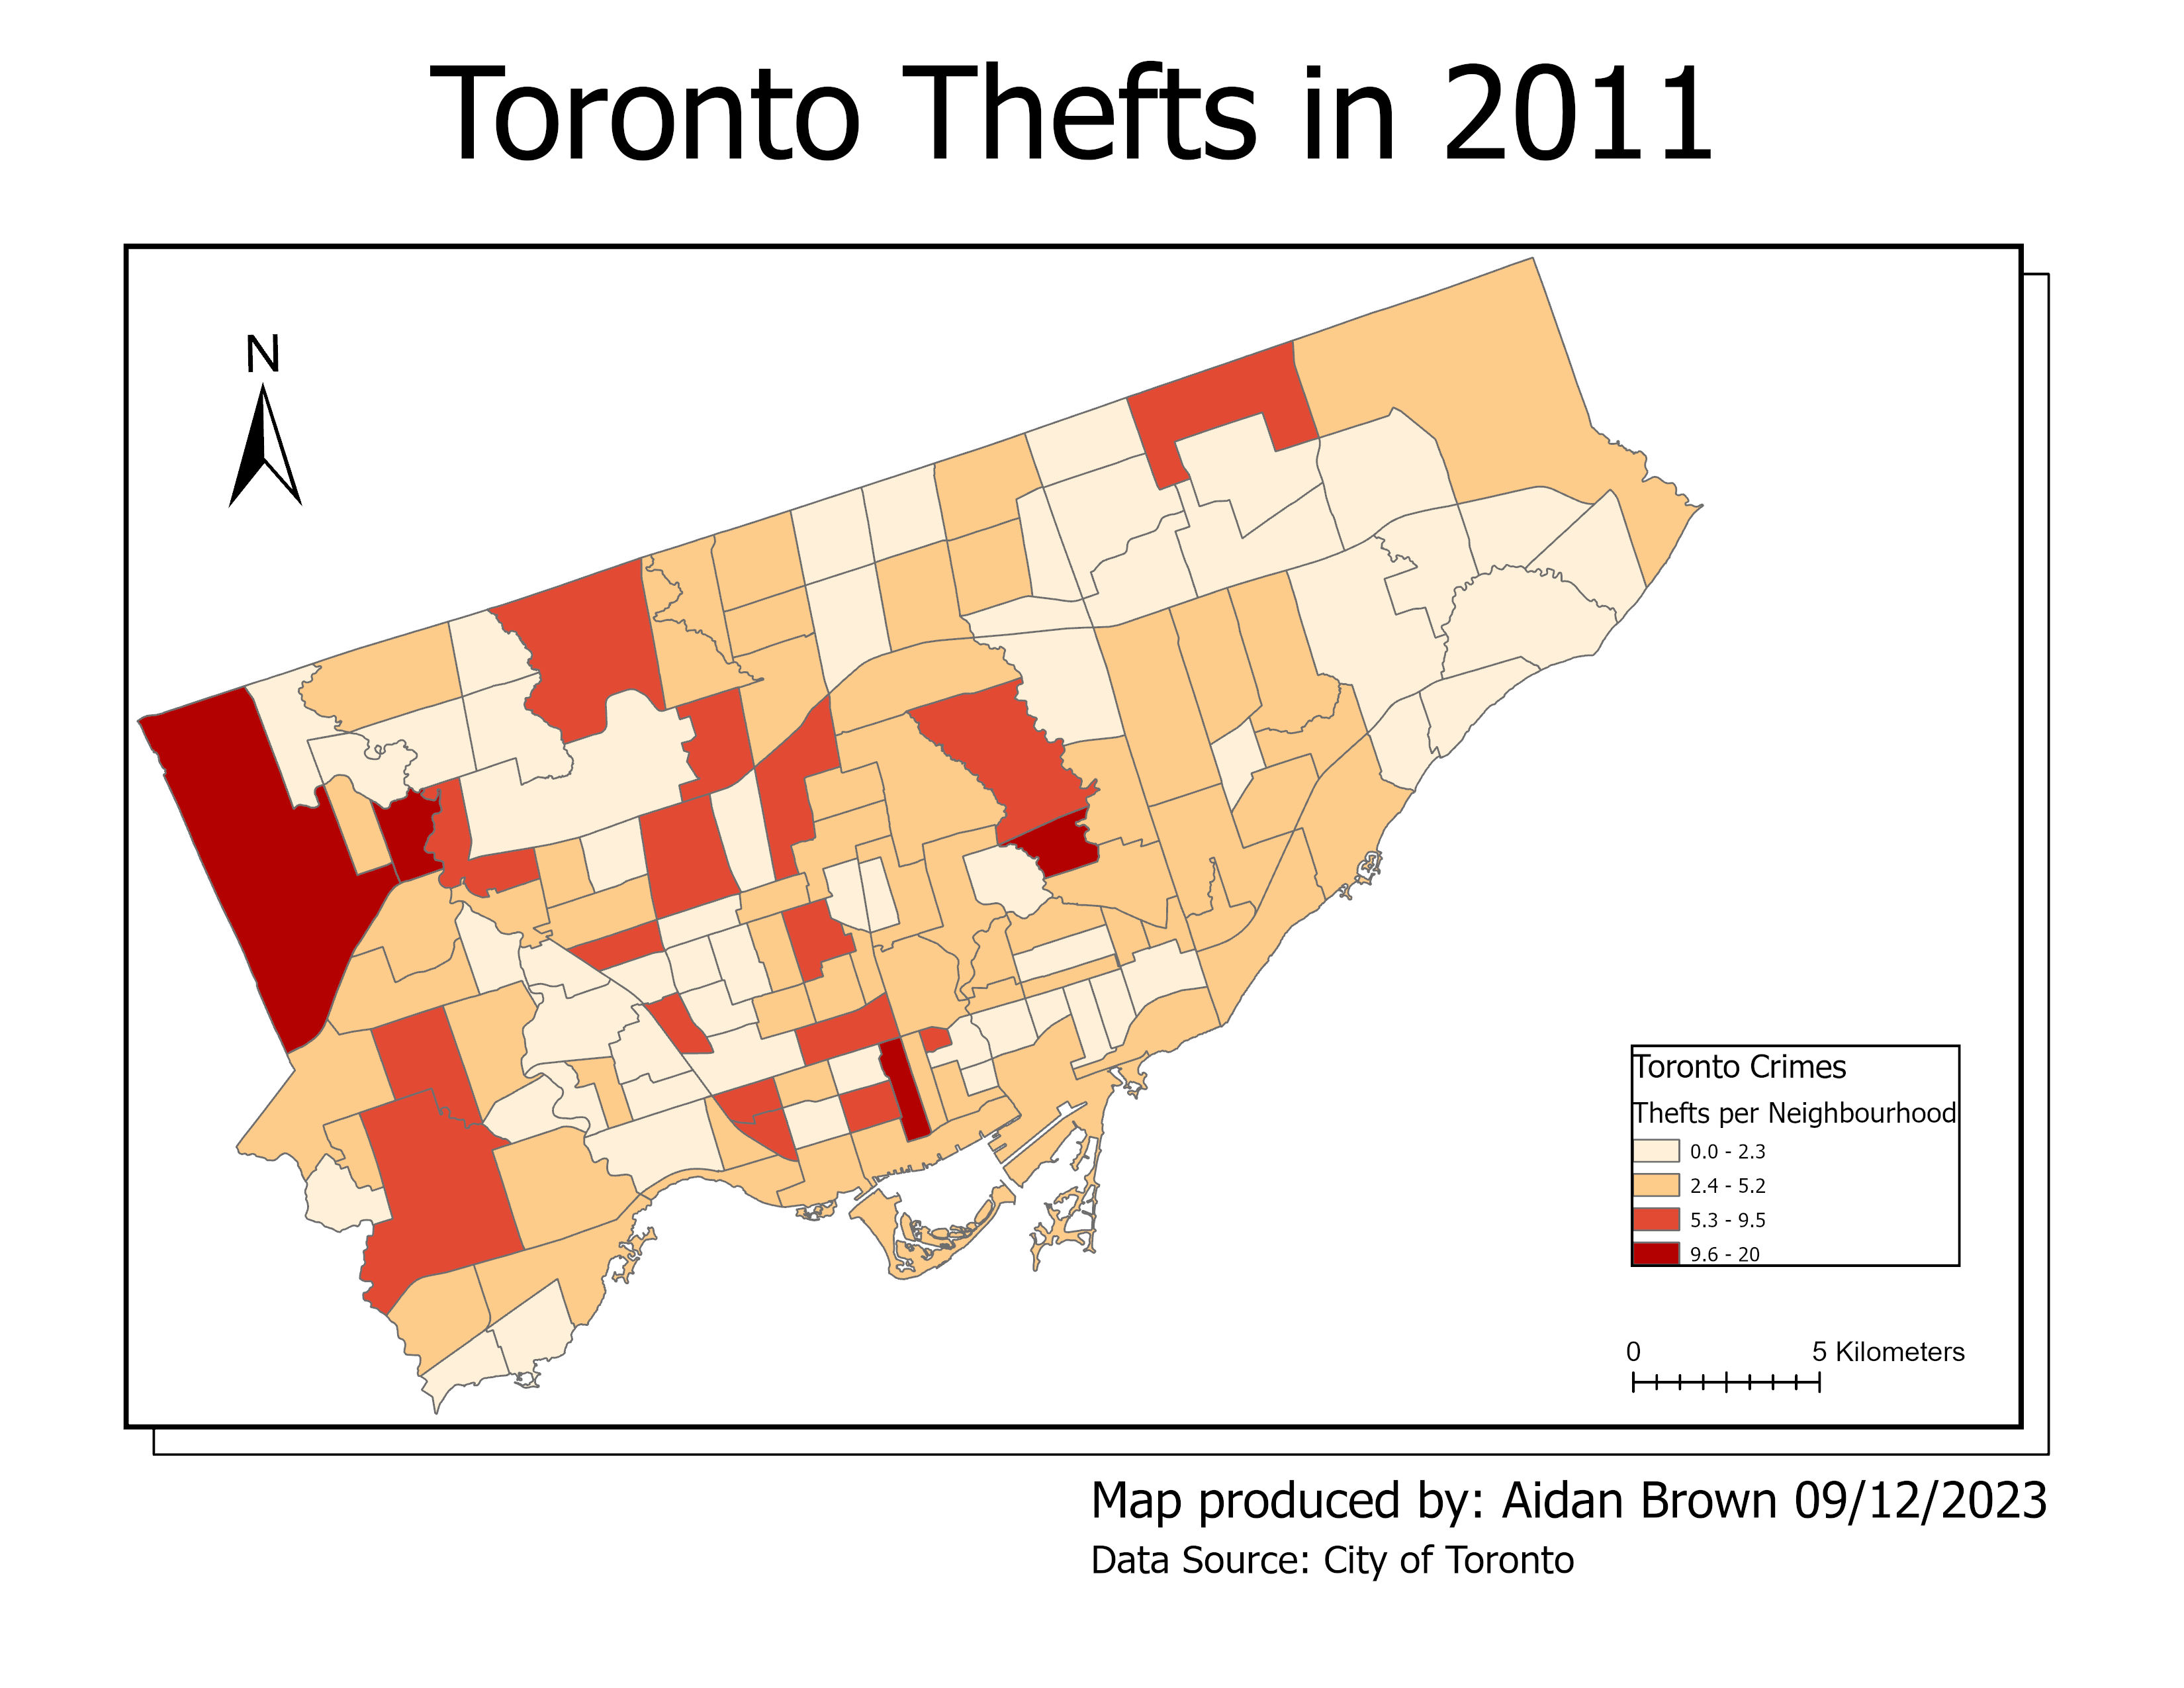 Toronto Thefts in 2011
N
Toronto Crimes
Thefts per Neighbourhood
0.0 - 2.3
2.4 - 5.2
5.3 - 9.5
9.6 - 20
0 5 Kilometers
Map produced by: Aidan Brown 09/12/2023
Data Source: City of Toronto